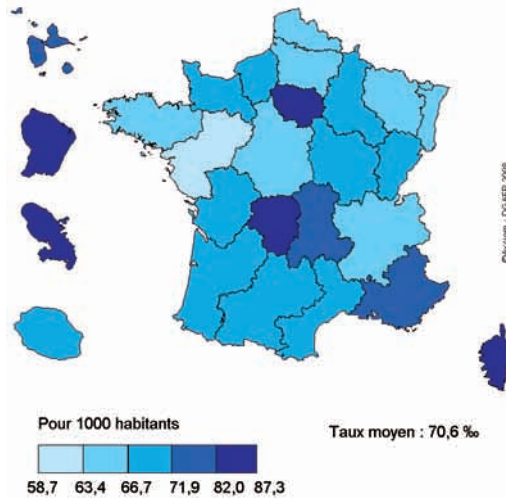 Pour 1000 habitants
Taux moyen : 70,6 ‰
58,7 63,4 66,7 71,9 82,0 87,3